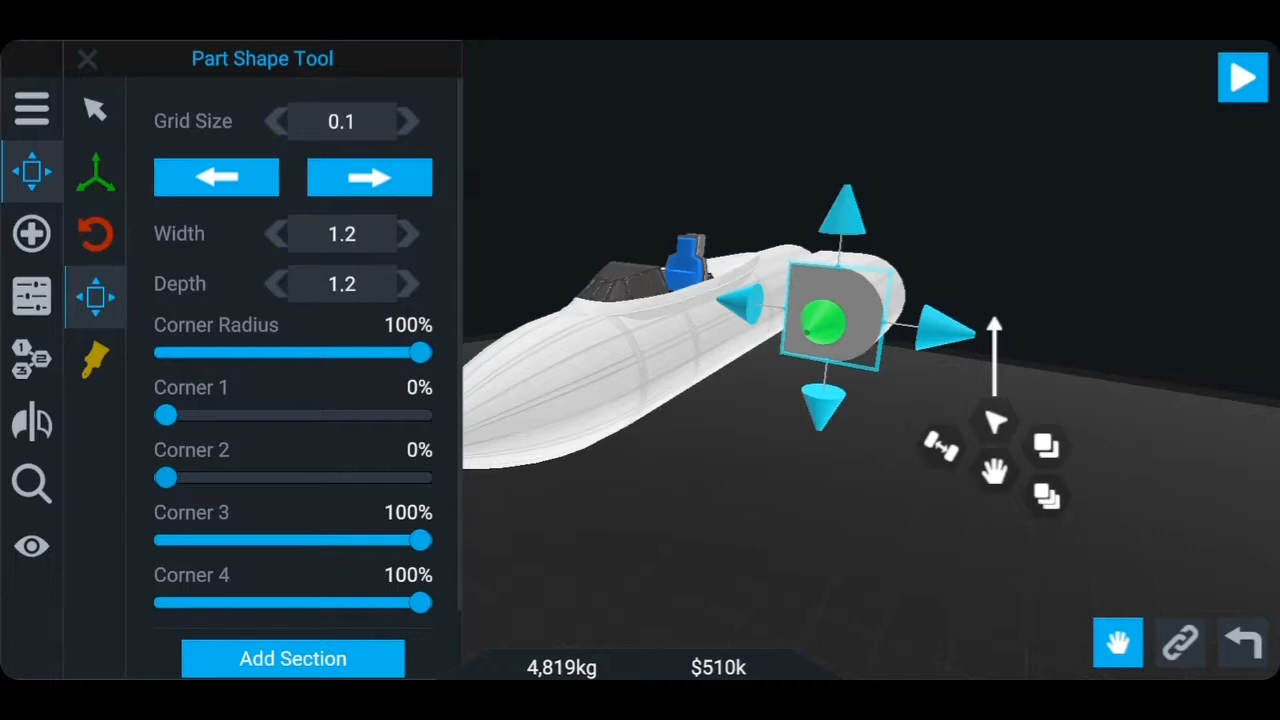 Part Shape Tool
Grid Size 0.1
Width 1.2
Depth 1.2
Corner Radius 100%
Corner 1 0%
Corner 2 0%
Corner 3 100%
Corner 4 100%
Add Section
4,819kg $510k